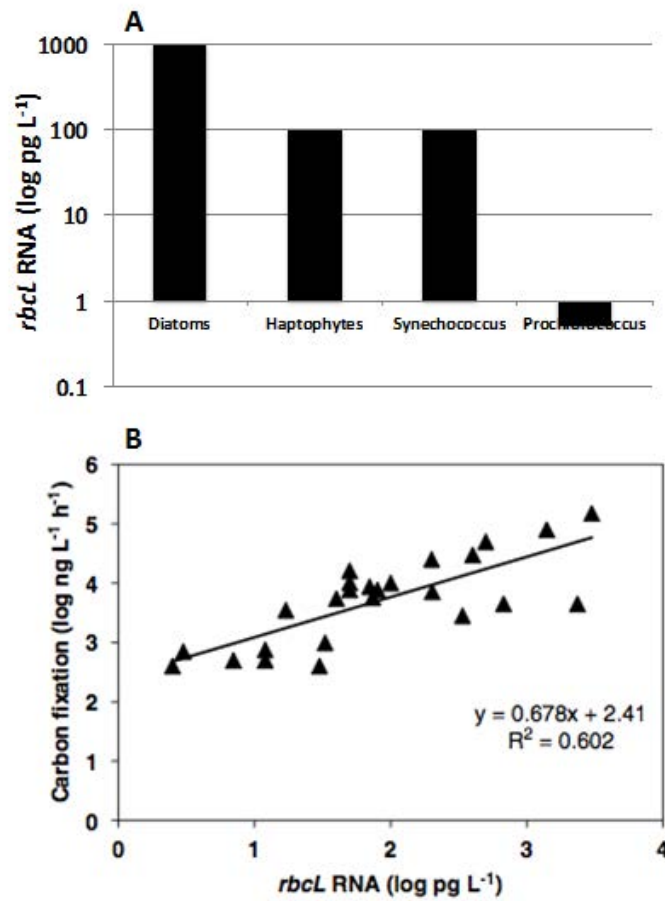 A
rbcL RNA (log pg L⁻¹)
1000
100
10
1
0.1
Diatoms Haptophytes Synechococcus Prochlorococcus
B
Carbon fixation (log ng L⁻¹ h⁻¹)
6
5
4
3
2
1
0
y = 0.678x + 2.41
R² = 0.602
0 1 2 3 4
rbcL RNA (log pg L⁻¹)